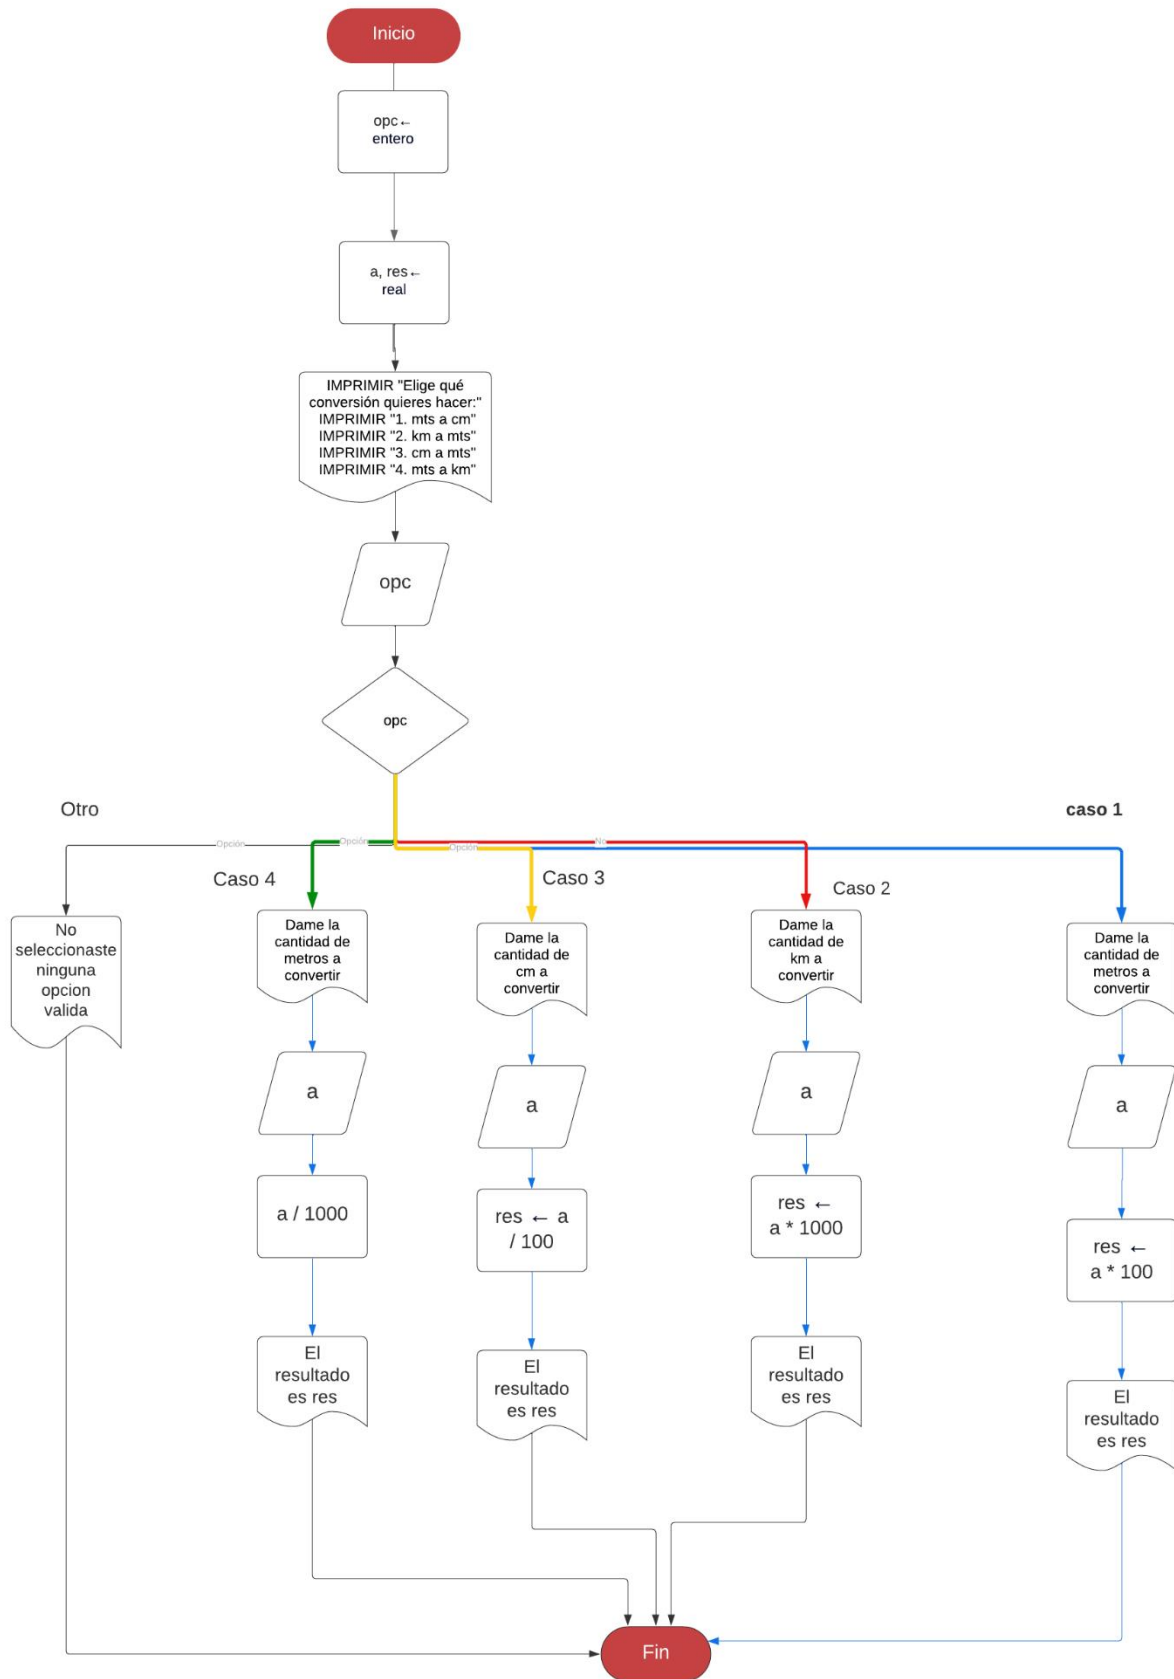 Inicio
opc←
entero
a, res←
real
IMPRIMIR "Elige qué
conversión quieres hacer:"
IMPRIMIR "1. mts a cm"
IMPRIMIR "2. km a mts"
IMPRIMIR "3. cm a mts"
IMPRIMIR "4. mts a km"
opc
opc
Otro
caso 1
Opción
Opción
Opción
No
Caso 4
Caso 3
Caso 2
No
seleccionaste
ninguna
opcion
valida
Dame la
cantidad de
metros a
convertir
a
a / 1000
El
resultado
es res
Dame la
cantidad de
cm a
convertir
a
res ← a
/ 100
El
resultado
es res
Dame la
cantidad de
km a
convertir
a
res ←
a * 1000
El
resultado
es res
Dame la
cantidad de
metros a
convertir
a
res ←
a * 100
El
resultado
es res
Fin